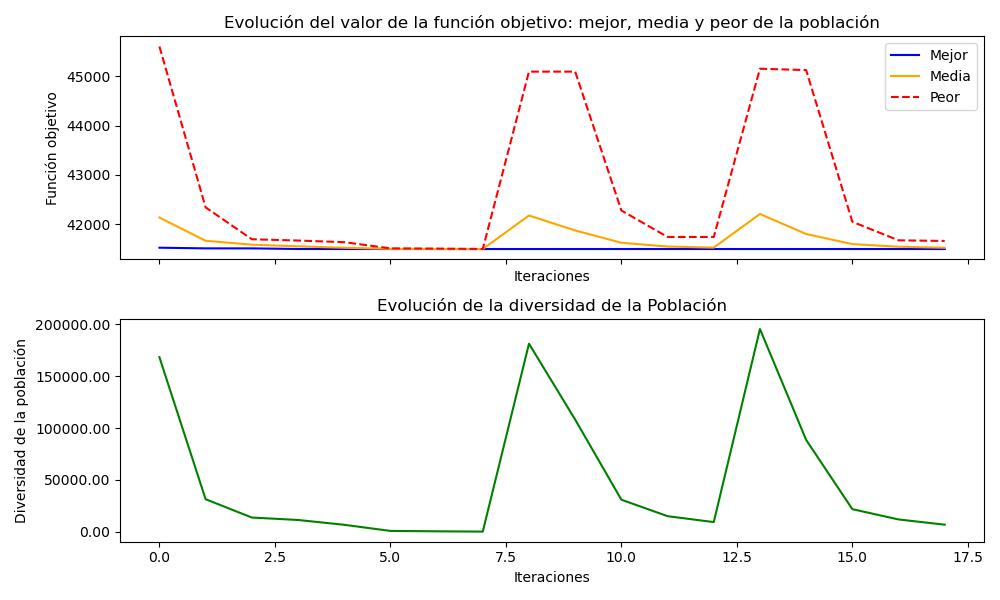 Evolución del valor de la función objetivo: mejor, media y peor de la población
45000
44000
43000
42000
Función objetivo
Mejor
Media
Peor
Iteraciones
Evolución de la diversidad de la Población
200000.00
150000.00
100000.00
50000.00
0.00
Diversidad de la población
0.0 2.5 5.0 7.5 10.0 12.5 15.0 17.5
Iteraciones